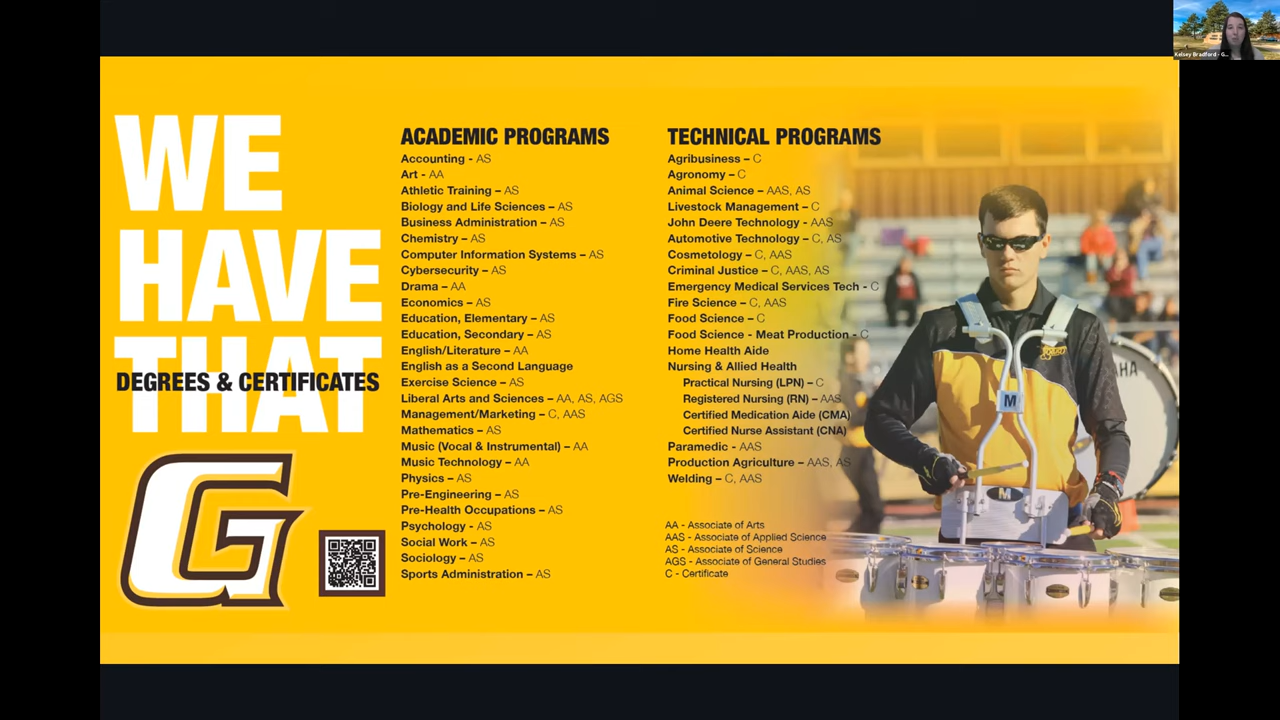 Kelsey Bradford - G...
WE
HAVE
THAT
DEGREES & CERTIFICATES
G
ACADEMIC PROGRAMS
Accounting - AS
Art - AA
Athletic Training – AS
Biology and Life Sciences – AS
Business Administration – AS
Chemistry – AS
Computer Information Systems – AS
Cybersecurity – AS
Drama – AA
Economics – AS
Education, Elementary – AS
Education, Secondary – AS
English/Literature – AA
English as a Second Language
Exercise Science – AS
Liberal Arts and Sciences – AA, AS, AGS
Management/Marketing – C, AAS
Mathematics – AS
Music (Vocal & Instrumental) – AA
Music Technology – AA
Physics – AS
Pre-Engineering – AS
Pre-Health Occupations – AS
Psychology - AS
Social Work – AS
Sociology – AS
Sports Administration – AS
TECHNICAL PROGRAMS
Agribusiness – C
Agronomy – C
Animal Science – AAS, AS
Livestock Management – C
John Deere Technology - AAS
Automotive Technology – C, AS
Cosmetology – C, AAS
Criminal Justice – C, AAS, AS
Emergency Medical Services Tech - C
Fire Science – C, AAS
Food Science – C
Food Science - Meat Production - C
Home Health Aide
Nursing & Allied Health
Practical Nursing (LPN) – C
Registered Nursing (RN) – AAS
Certified Medication Aide (CMA)
Certified Nurse Assistant (CNA)
Paramedic - AAS
Production Agriculture – AAS, AS
Welding – C, AAS
AA - Associate of Arts
AAS - Associate of Applied Science
AS - Associate of Science
AGS - Associate of General Studies
C - Certificate
M
M
AHA